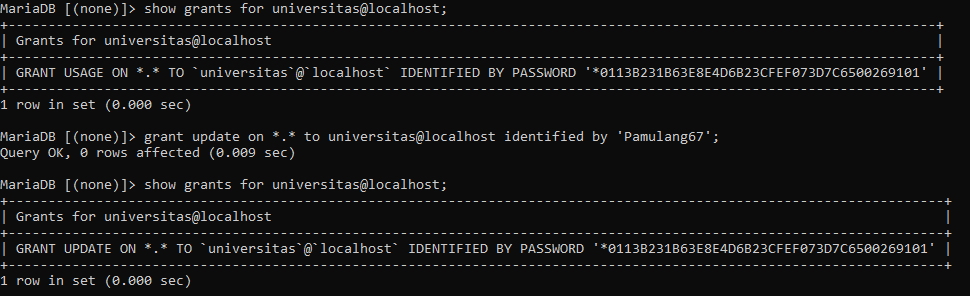 MariaDB [(none)]> show grants for universitas@localhost;
+--------------------------------------------------------------------------------------------------------------------+
| Grants for universitas@localhost                                                                                   |
+--------------------------------------------------------------------------------------------------------------------+
| GRANT USAGE ON *.* TO `universitas`@`localhost` IDENTIFIED BY PASSWORD '*0113B231B63E8E4D6B23CFEF073D7C6500269101' |
+--------------------------------------------------------------------------------------------------------------------+
1 row in set (0.000 sec)
MariaDB [(none)]> grant update on *.* to universitas@localhost identified by 'Pamulang67';
Query OK, 0 rows affected (0.009 sec)
MariaDB [(none)]> show grants for universitas@localhost;
+---------------------------------------------------------------------------------------------------------------------+
| Grants for universitas@localhost                                                                                    |
+---------------------------------------------------------------------------------------------------------------------+
| GRANT UPDATE ON *.* TO `universitas`@`localhost` IDENTIFIED BY PASSWORD '*0113B231B63E8E4D6B23CFEF073D7C6500269101' |
+---------------------------------------------------------------------------------------------------------------------+
1 row in set (0.000 sec)